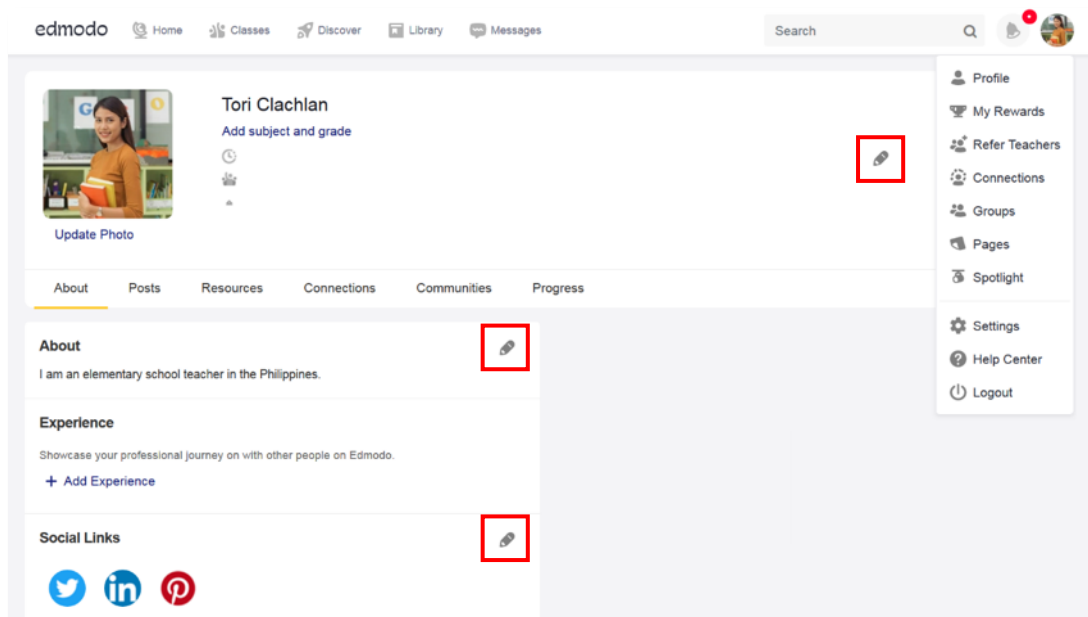 edmodo Home Classes Discover Library Messages Search
Profile
My Rewards
Refer Teachers
Connections
Groups
Pages
Spotlight
Settings
Help Center
Logout
Tori Clachlan
Add subject and grade
Update Photo
About Posts Resources Connections Communities Progress
About
I am an elementary school teacher in the Philippines.
Experience
Showcase your professional journey on with other people on Edmodo.
+ Add Experience
Social Links
in